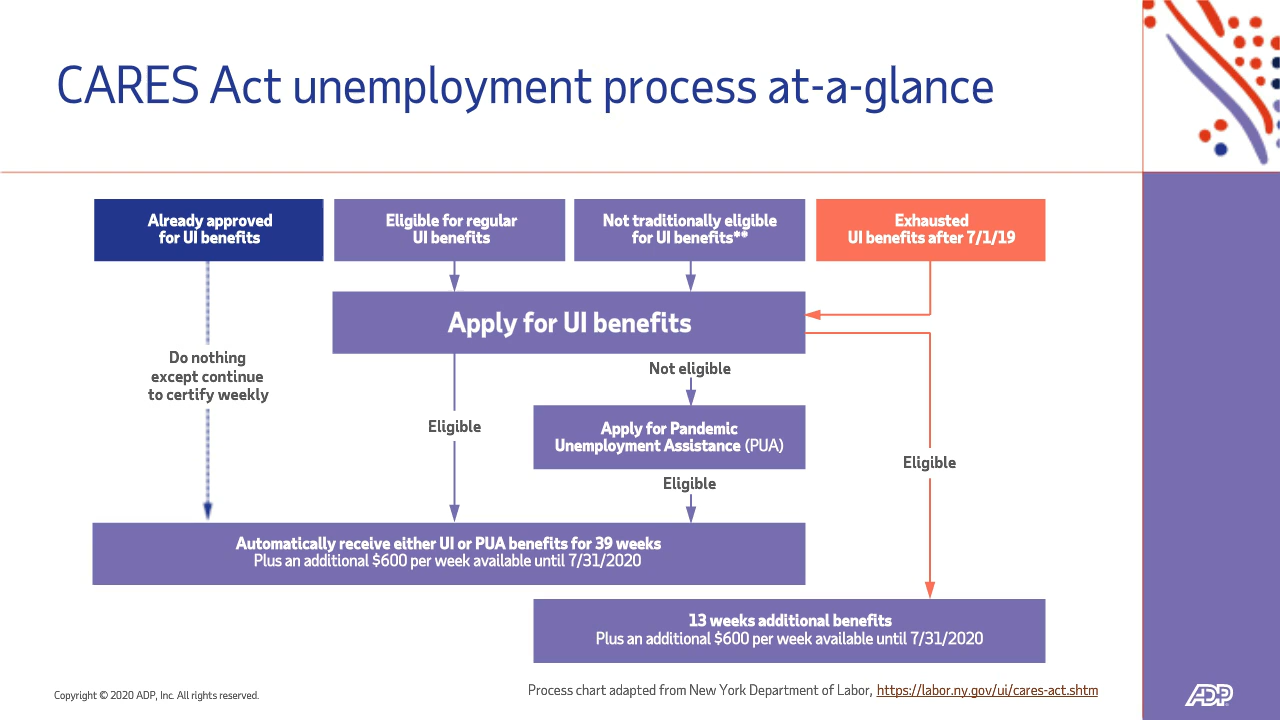 CARES Act unemployment process at-a-glance
Already approved
for UI benefits
Eligible for regular
UI benefits
Not traditionally eligible
for UI benefits**
Exhausted
UI benefits after 7/1/19
Apply for UI benefits
Do nothing
except continue
to certify weekly
Not eligible
Eligible
Apply for Pandemic
Unemployment Assistance (PUA)
Eligible
Eligible
Automatically receive either UI or PUA benefits for 39 weeks
Plus an additional $600 per week available until 7/31/2020
13 weeks additional benefits
Plus an additional $600 per week available until 7/31/2020
Copyright © 2020 ADP, Inc. All rights reserved.
Process chart adapted from New York Department of Labor, https://labor.ny.gov/ui/cares-act.shtm
ADP